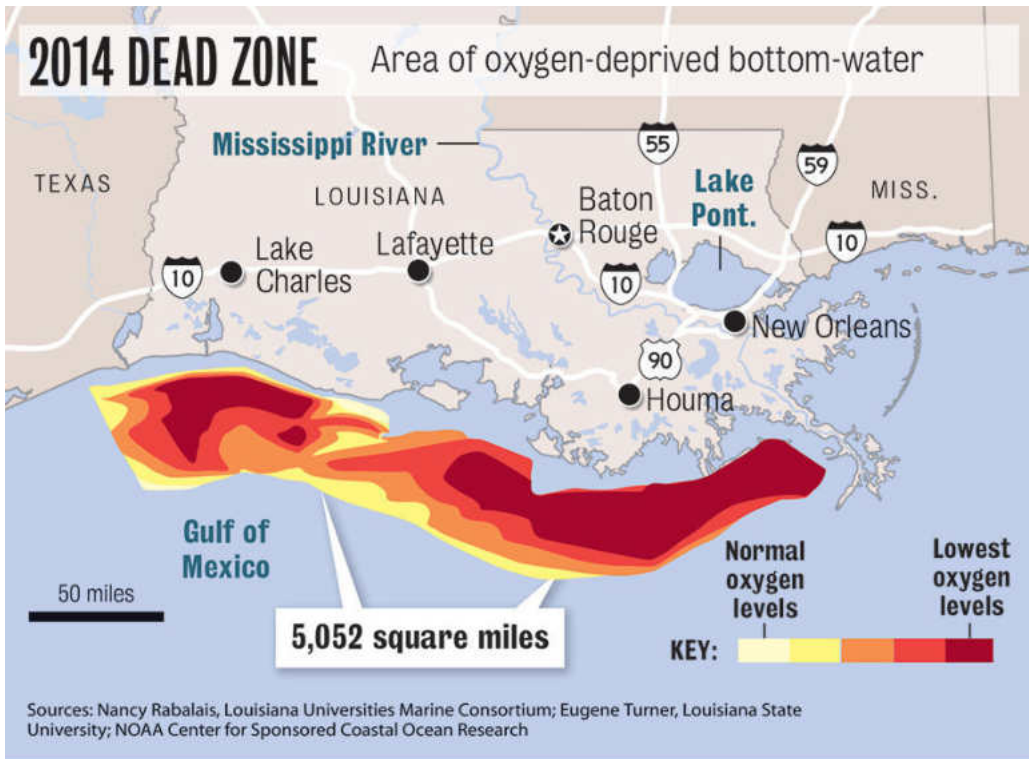 2014 DEAD ZONE Area of oxygen-deprived bottom-water
Mississippi River
55
59
TEXAS
LOUISIANA
Lake
Pont.
MISS.
Baton
Rouge
Lafayette
Lake
Charles
10
10
10
New Orleans
90
Houma
Gulf of
Mexico
Normal
oxygen
levels
Lowest
oxygen
levels
50 miles
5,052 square miles
KEY:
Sources: Nancy Rabalais, Louisiana Universities Marine Consortium; Eugene Turner, Louisiana State
University; NOAA Center for Sponsored Coastal Ocean Research